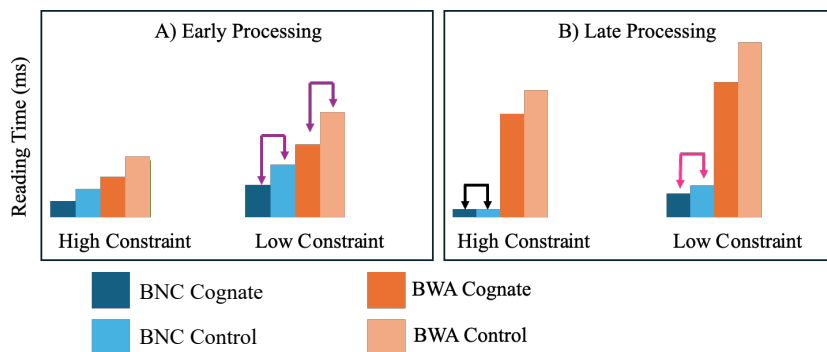 A) Early Processing
B) Late Processing
Reading Time (ms)
High Constraint
Low Constraint
High Constraint
Low Constraint
BNC Cognate
BWA Cognate
BNC Control
BWA Control